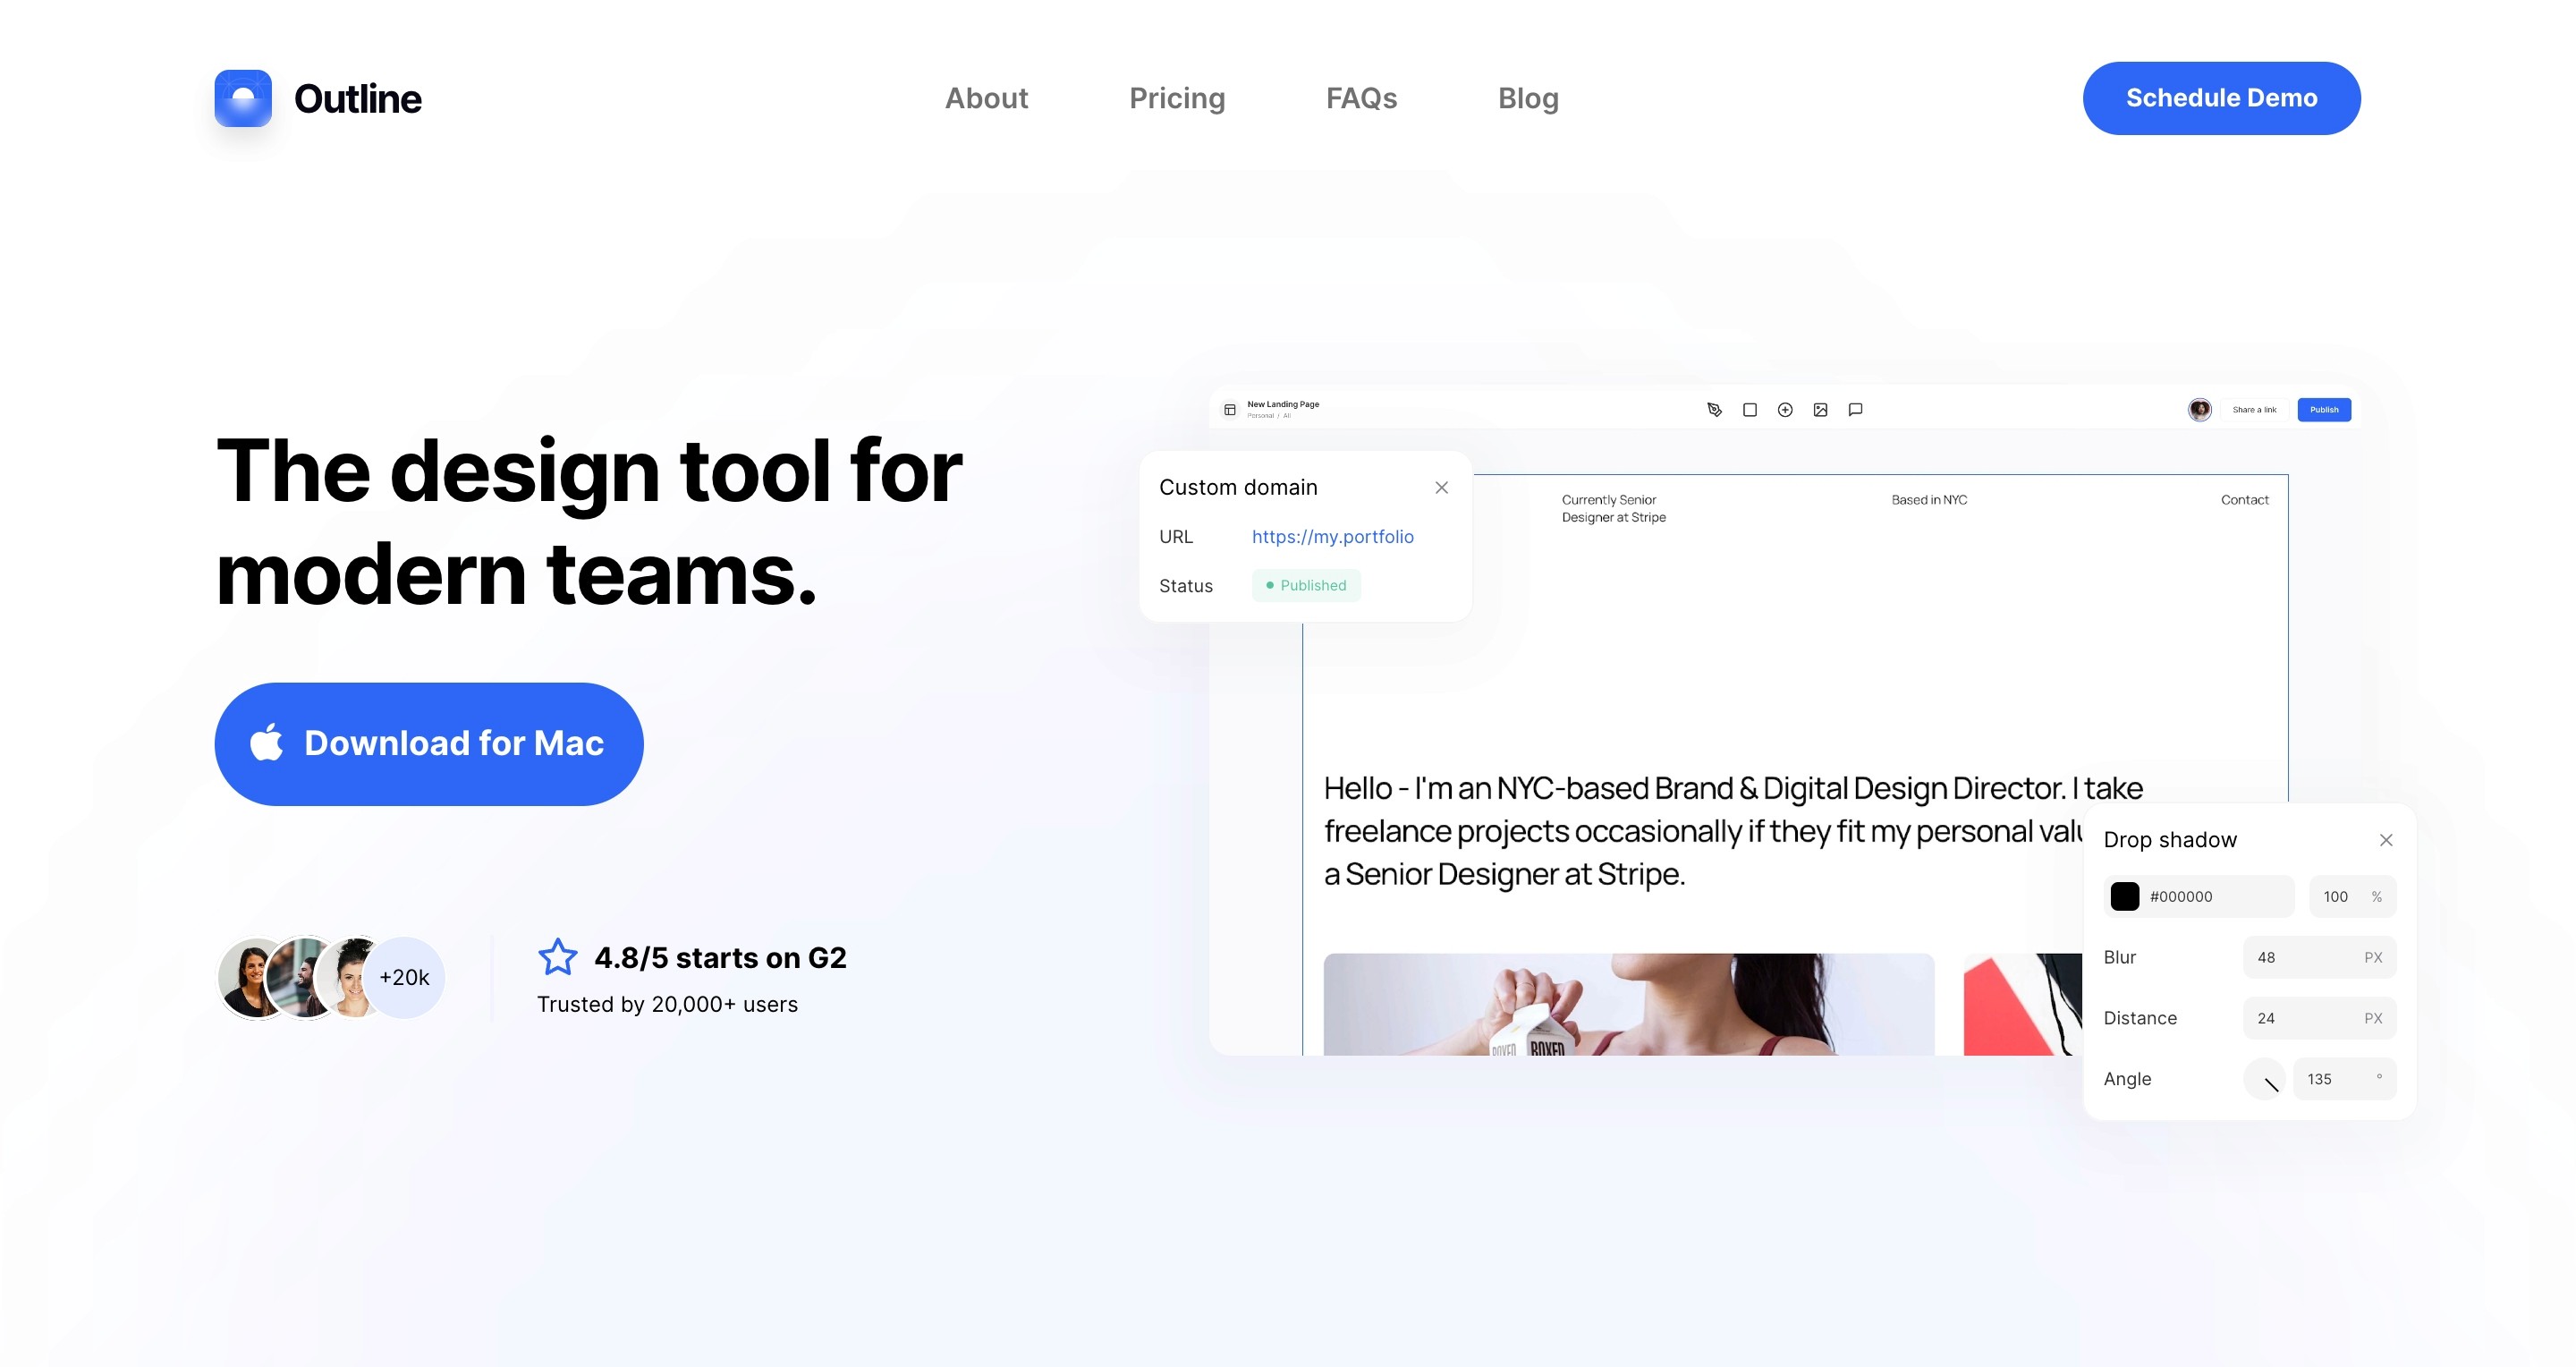 Outline
About
Pricing
FAQs
Blog
Schedule Demo
The design tool for
modern teams.
Download for Mac
+20k
4.8/5 starts on G2
Trusted by 20,000+ users
New Landing Page
Personal / All
Share a link
Publish
Custom domain
URL
https://my.portfolio
Status
Published
Currently Senior
Designer at Stripe
Based in NYC
Contact
Hello - I'm an NYC-based Brand & Digital Design Director. I take
freelance projects occasionally if they fit my personal valu
a Senior Designer at Stripe.
BOXED
BOXED
Drop shadow
#000000
100 %
Blur
48 PX
Distance
24 PX
Angle
135 °